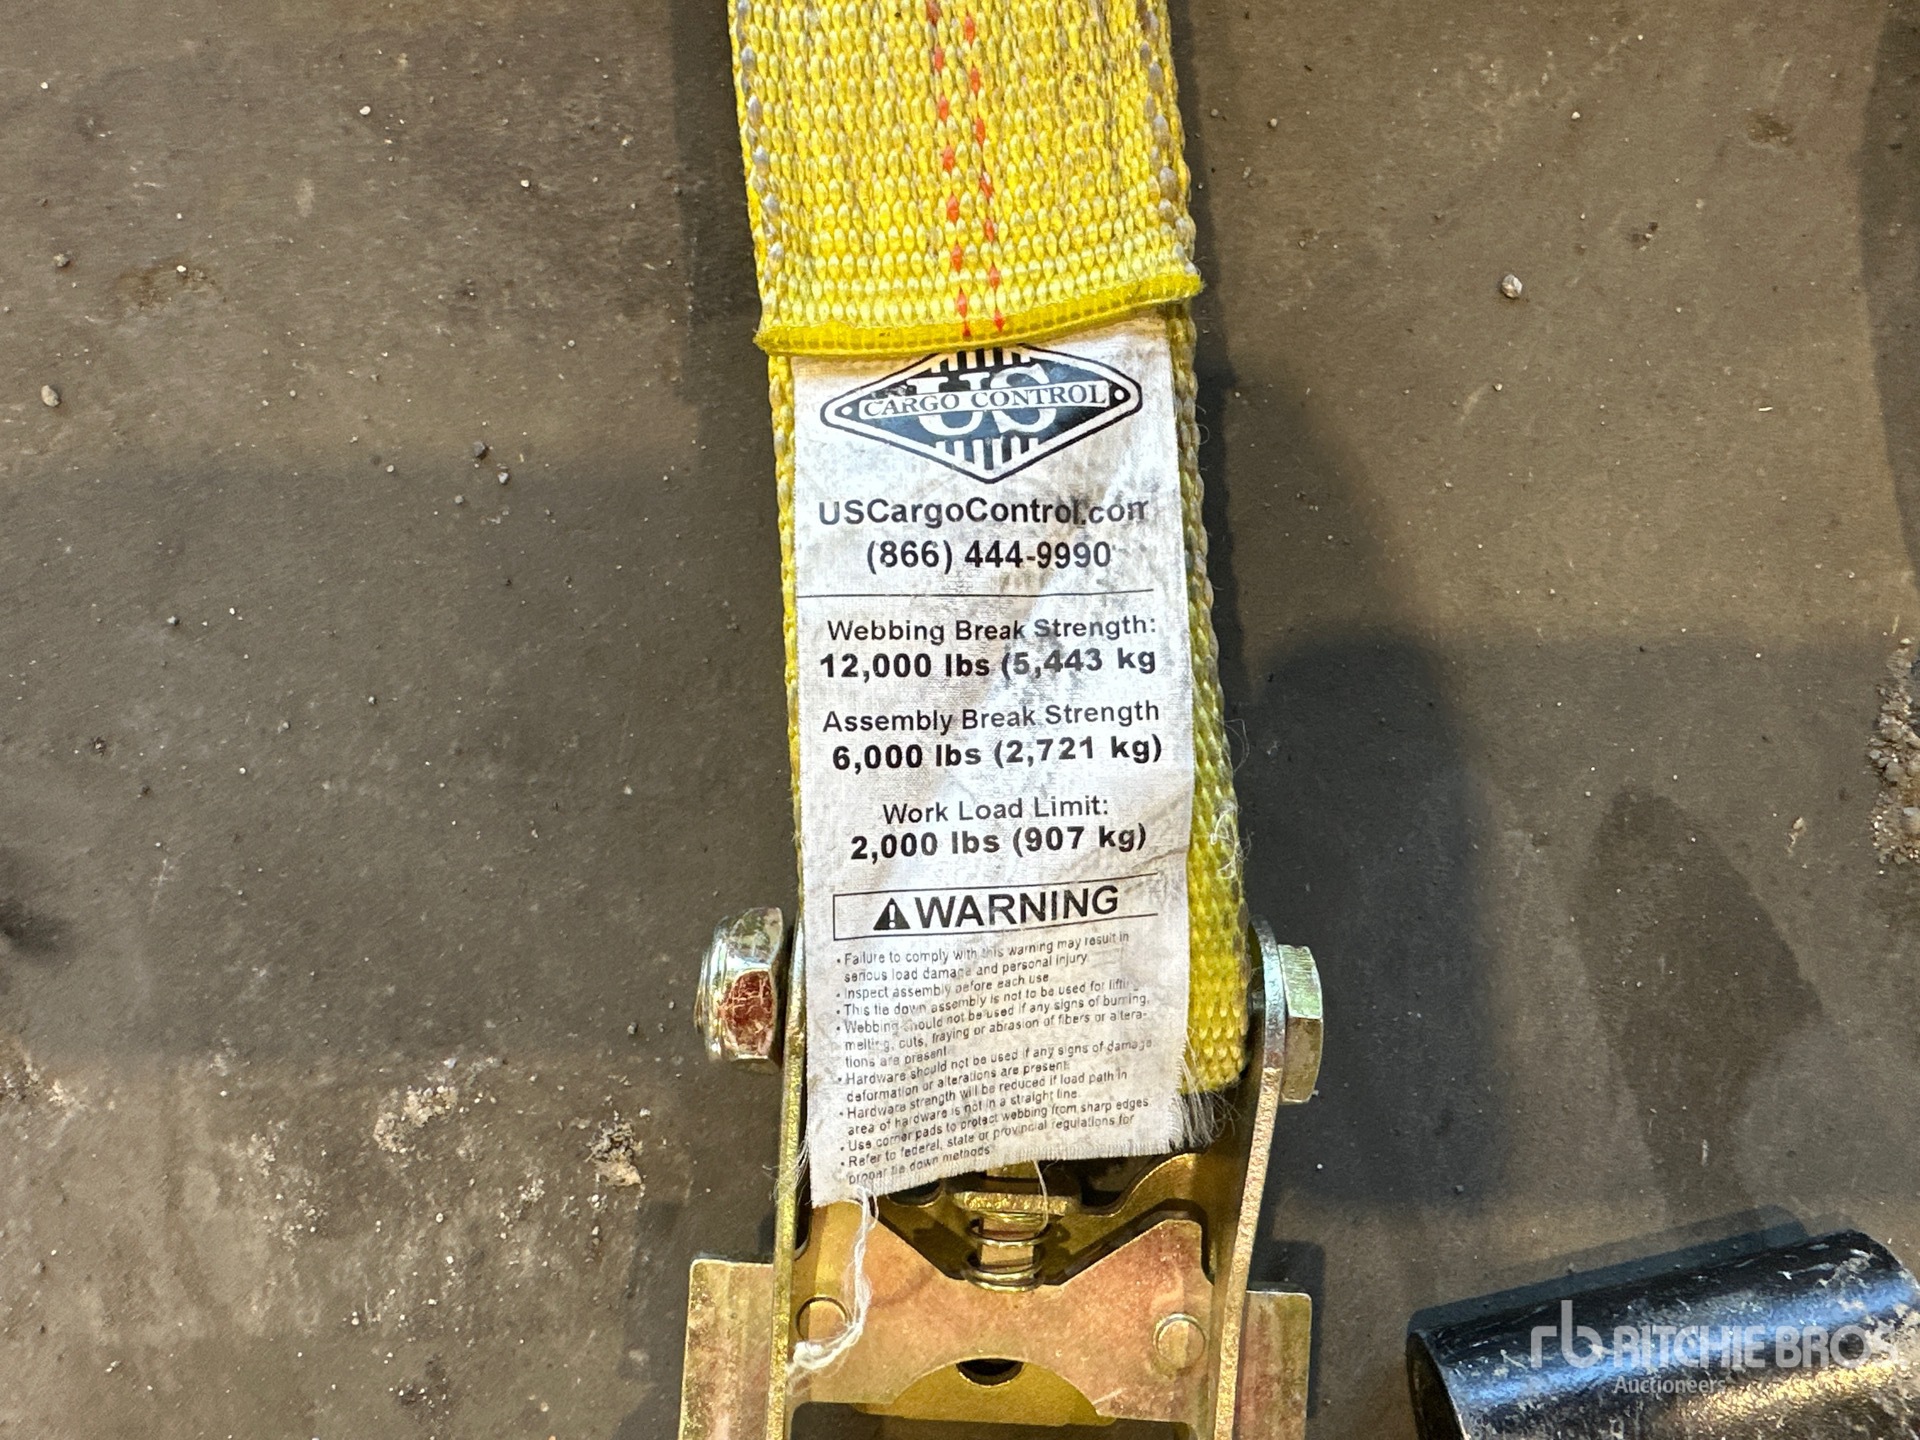 US
CARGO CONTROL
USCargoControl.com
(866) 444-9990
Webbing Break Strength:
12,000 lbs (5,443 kg
Assembly Break Strength
6,000 lbs (2,721 kg)
Work Load Limit:
2,000 lbs (907 kg)
WARNING
• Failure to comply with this warning may result in
serious load damage and personal injury.
• Inspect assembly before each use
• This tie down assembly is not to be used for lifting
• Webbing should not be used if any signs of burning,
melting, cuts, fraying or abrasion of fibers or altera-
tions are present
• Hardware should not be used if any signs of damage
deformation or alterations are present
• Hardware strength will be reduced if load path in
area of hardware is not in a straight line
• Use corner pads to protect webbing from sharp edges
• Refer to federal, state or provincial regulations for
proper tie down methods
rb RITCHIE BROS
Auctioneers